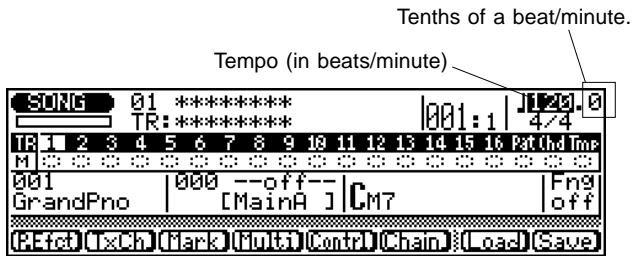 Tenths of a beat/minute.
Tempo (in beats/minute)
SONG 01 ******** 001:1 ♩120.0
TR:******** 4/4
TR 1 2 3 4 5 6 7 8 9 10 11 12 13 14 15 16 Pat Chd Tmp
M
001 000 --off-- CM7 Fng
GrandPno [MainA ] off
(R.Efct) (TxCh) (Mark) (Multi) (Contrl) (Chain) (Load) (Save)